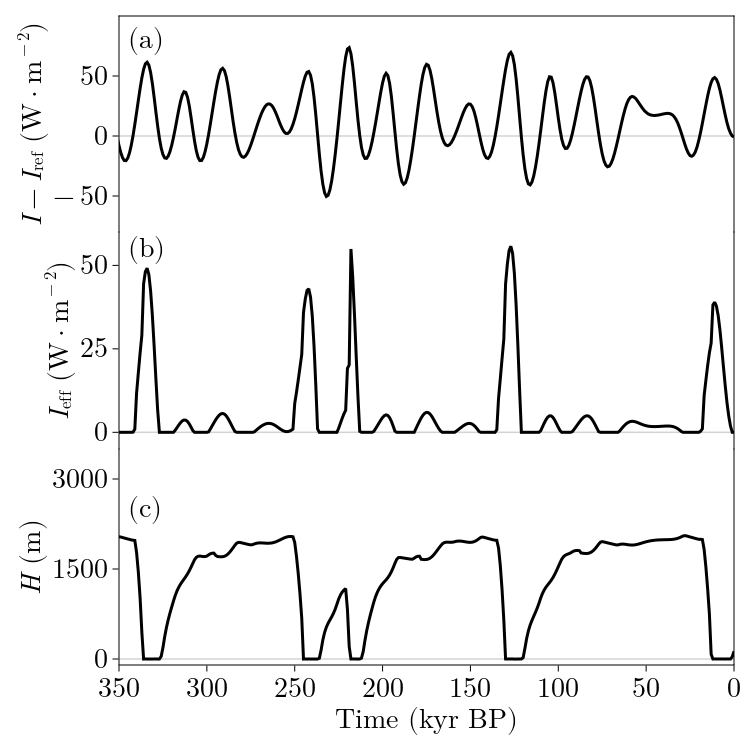 (a)
I − I_ref (W · m⁻²)
50
0
− 50
(b)
I_eff (W · m⁻²)
50
25
0
(c)
H (m)
3000
1500
0
350 300 250 200 150 100 50 0
Time (kyr BP)